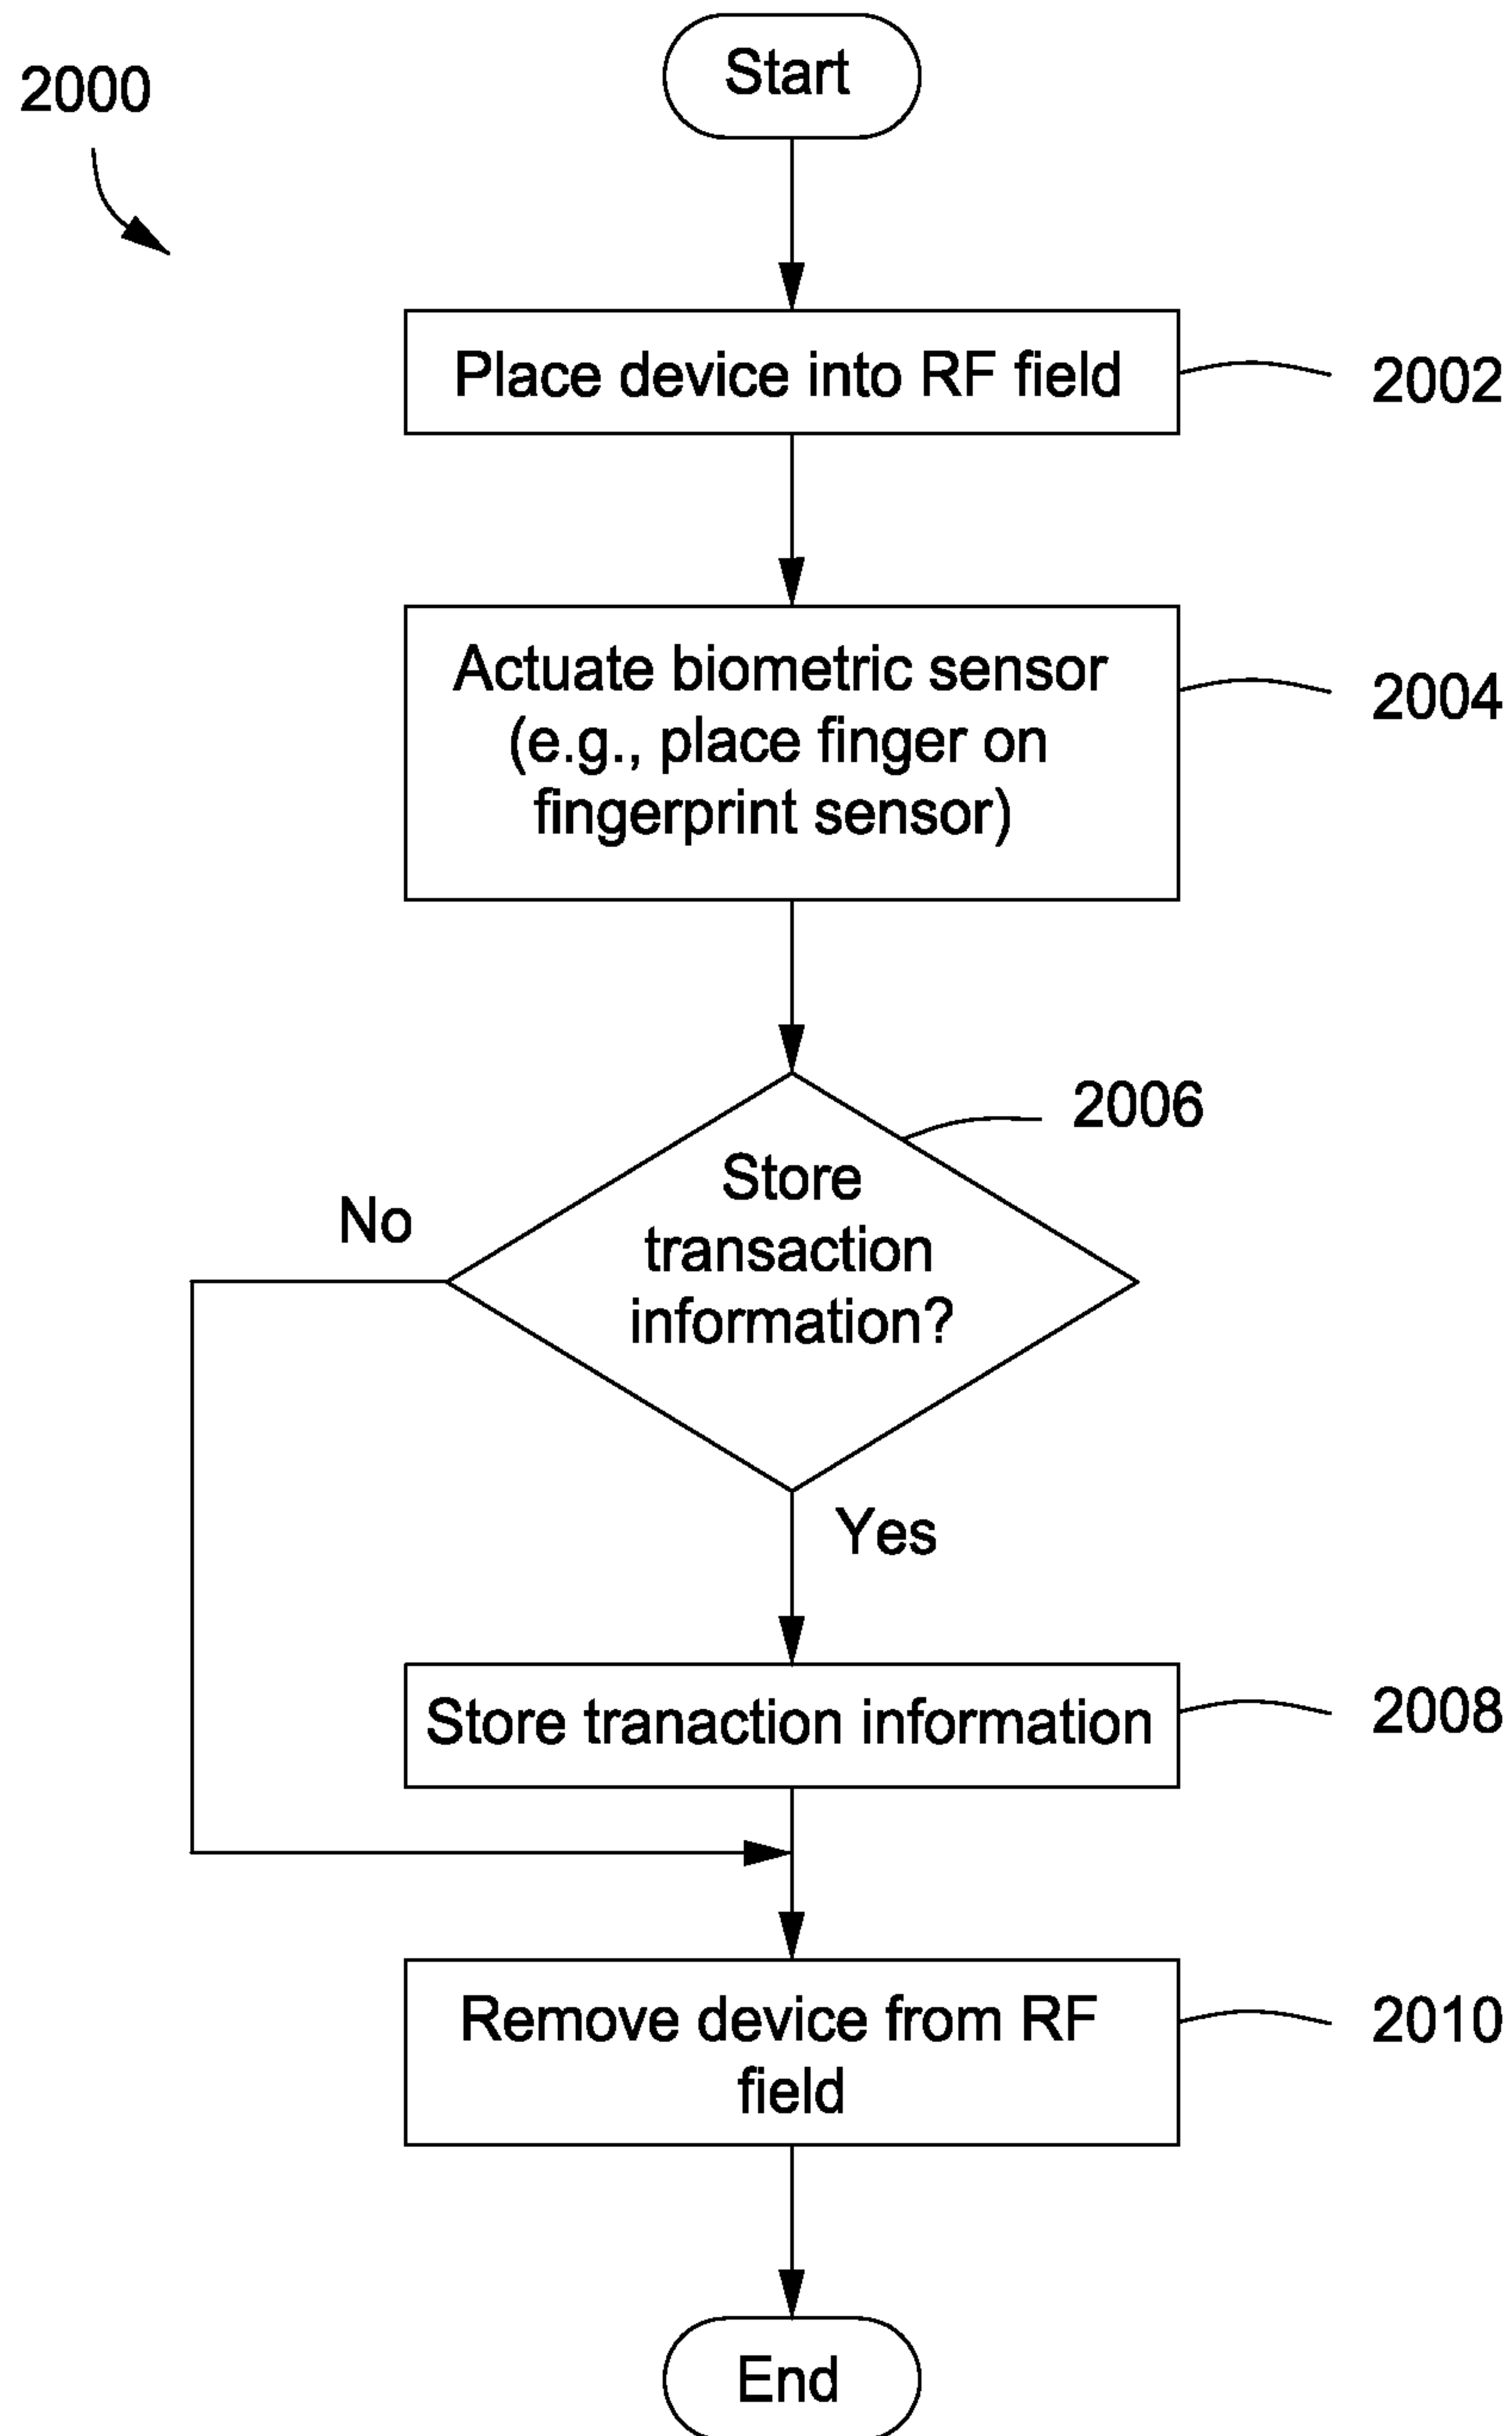 2000
Start
Place device into RF field
2002
Actuate biometric sensor
(e.g., place finger on
fingerprint sensor)
2004
2006
Store
transaction
information?
No
Yes
Store tranaction information
2008
Remove device from RF
field
2010
End